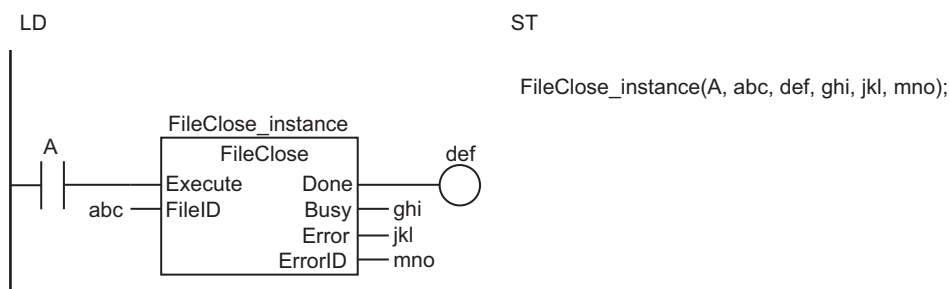 LD
ST
FileClose_instance(A, abc, def, ghi, jkl, mno);
FileClose_instance
A
FileClose
def
Execute Done
abc FileID Busy ghi
Error jkl
ErrorID mno